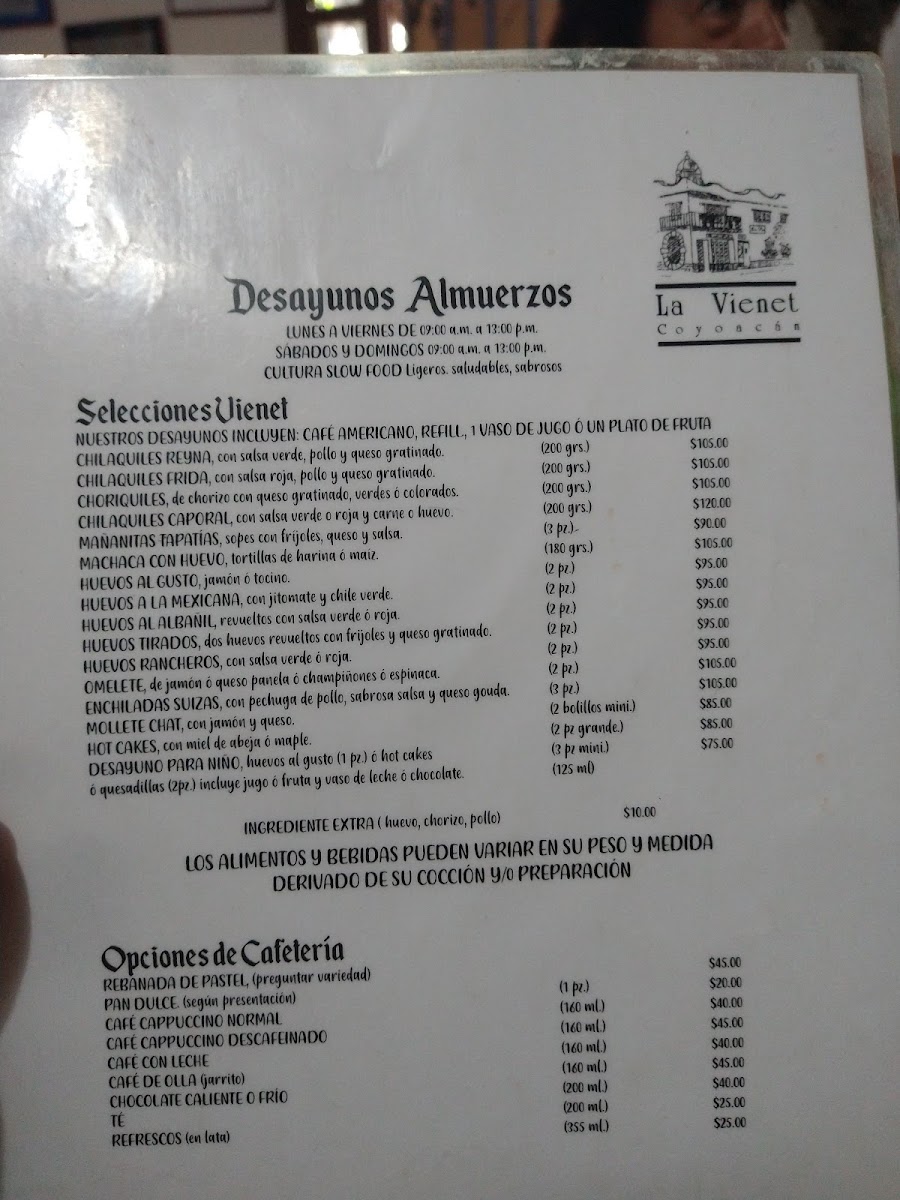 La Vienet
Coyoacán
Desayunos Almuerzos
LUNES A VIERNES DE 09:00 a.m. a 13:00 p.m.
SÁBADOS Y DOMINGOS 09:00 a.m. a 13:00 p.m.
CULTURA SLOW FOOD Ligeros. saludables, sabrosos
Selecciones Vienet
NUESTROS DESAYUNOS INCLUYEN: CAFÉ AMERICANO, REFILL., 1 VASO DE JUGO Ó UN PLATO DE FRUTA
CHILAQUILES REYNA, con salsa verde, pollo y queso gratinado. (200 grs.) $105.00
CHILAQUILES FRIDA, con salsa roja, pollo y queso gratinado. (200 grs.) $105.00
CHORIQUILES, de chorizo con queso gratinado, verdes ó colorados. (200 grs.) $105.00
CHILAQUILES CAPORAL, con salsa verde o roja y carne o huevo. (200 grs.) $120.00
MAÑANITAS TAPATÍAS, sopes con frijoles, queso y salsa. (3 pz.)- $90.00
MACHACA CON HUEVO, tortillas de harina ó maíz. (180 grs.) $105.00
HUEVOS AL GUSTO, jamón ó tocino. (2 pz.) $95.00
HUEVOS A LA MEXICANA, con jitomate y chile verde. (2 pz.) $95.00
HUEVOS AL ALBAÑIL, revueltos con salsa verde ó roja. (2 pz.) $95.00
HUEVOS TIRADOS, dos huevos revueltos con frijoles y queso gratinado. (2 pz.) $95.00
HUEVOS RANCHEROS, con salsa verde ó roja. (2 pz.) $95.00
OMELETE, de jamón ó queso panela ó champiñones ó espinaca. (2 pz.) $105.00
ENCHILADAS SUIZAS, con pechuga de pollo, sabrosa salsa y queso gouda. (3 pz.) $105.00
MOLLETE CHAT, con jamón y queso. (2 bolillos mini.) $85.00
HOT CAKES, con miel de abeja ó maple. (2 pz grande.) $85.00
DESAYUNO PARA NIÑO, huevos al gusto (1 pz.) ó hot cakes (3 pz mini.) $75.00
ó quesadillas (2pz.) incluye jugo ó fruta y vaso de leche ó chocolate. (125 ml)
INGREDIENTE EXTRA ( huevo, chorizo, pollo) $10.00
LOS ALIMENTOS Y BEBIDAS PUEDEN VARIAR EN SU PESO Y MEDIDA
DERIVADO DE SU COCCIÓN Y/O PREPARACIÓN
Opciones de Cafetería
REBANADA DE PASTEL, (preguntar variedad) $45.00
PAN DULCE. (según presentación) (1 pz.) $20.00
CAFÉ CAPPUCCINO NORMAL (160 ml.) $40.00
CAFÉ CAPPUCCINO DESCAFEINADO (160 ml.) $45.00
CAFÉ CON LECHE (160 ml.) $40.00
CAFÉ DE OLLA (jarrito) (160 ml.) $45.00
CHOCOLATE CALIENTE O FRÍO (200 ml.) $40.00
TÉ (200 ml.) $25.00
REFRESCOS (en lata) (355 ml.) $25.00